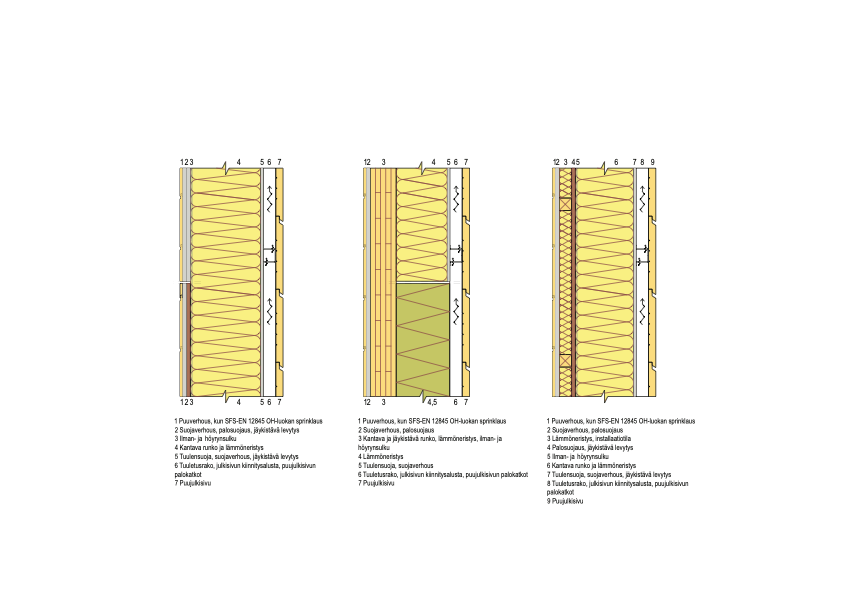 1 2 3 4 5 6 7
12 3 4 5 6 7
12 3 4 5 6 7 8 9
1 2 3 4 5 6 7
12 3 4,5 6 7
1 Puuverhous, kun SFS-EN 12845 OH-luokan sprinklaus
2 Suojaverhous, palosuojaus, jäykistävä levytys
3 Ilman- ja höyrynsulku
4 Kantava runko ja lämmöneristys
5 Tuulensuoja, suojaverhous, jäykistävä levytys
6 Tuuletusrako, julkisivun kiinnitysalusta, puujulkisivun
palokatkot
7 Puujulkisivu
1 Puuverhous, kun SFS-EN 12845 OH-luokan sprinklaus
2 Suojaverhous, palosuojaus
3 Kantava ja jäykistävä runko, lämmöneristys, ilman- ja
höyrynsulku
4 Lämmöneristys
5 Tuulensuoja, suojaverhous
6 Tuuletusrako, julkisivun kiinnitysalusta, puujulkisivun palokatkot
7 Puujulkisivu
1 Puuverhous, kun SFS-EN 12845 OH-luokan sprinklaus
2 Suojaverhous, palosuojaus
3 Lämmöneristys, installaatiotila
4 Palosuojaus, jäykistävä levytys
5 Ilman- ja höyrynsulku
6 Kantava runko ja lämmöneristys
7 Tuulensuoja, suojaverhous, jäykistävä levytys
8 Tuuletusrako, julkisivun kiinnitysalusta, puujulkisivun
palokatkot
9 Puujulkisivu